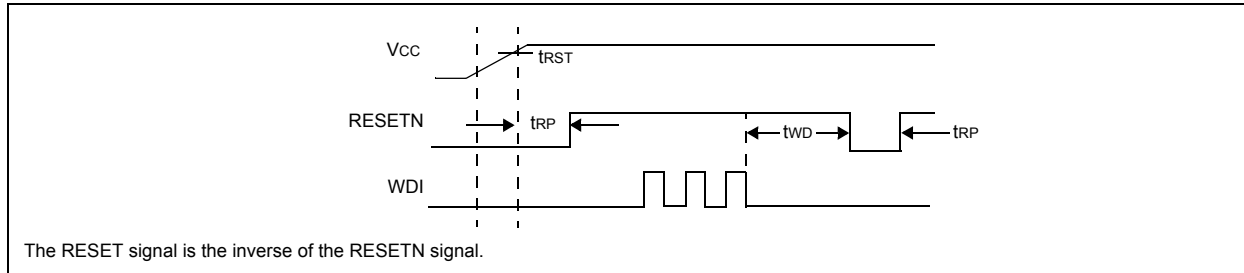 VCC
tRST
RESETN
tRP
tWD
tRP
WDI
The RESET signal is the inverse of the RESETN signal.